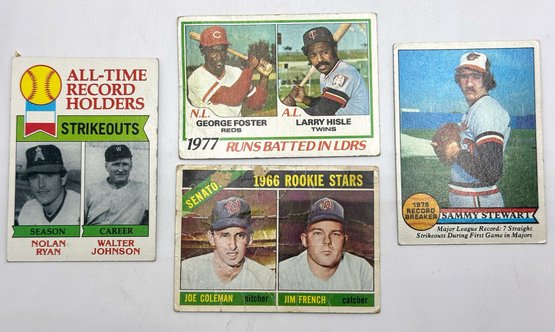 ALL-TIME
RECORD
HOLDERS
STRIKEOUTS
SEASON CAREER
NOLAN WALTER
RYAN JOHNSON
N.L. A.L.
GEORGE FOSTER LARRY HISLE
REDS TWINS
1977 RUNS BATTED IN LDRS
SENATO
1966 ROOKIE STARS
JOE COLEMAN pitcher JIM FRENCH catcher
1978
RECORD
BREAKER
SAMMY STEWART
Major League Record: 7 Straight
Strikeouts During First Game in Majors